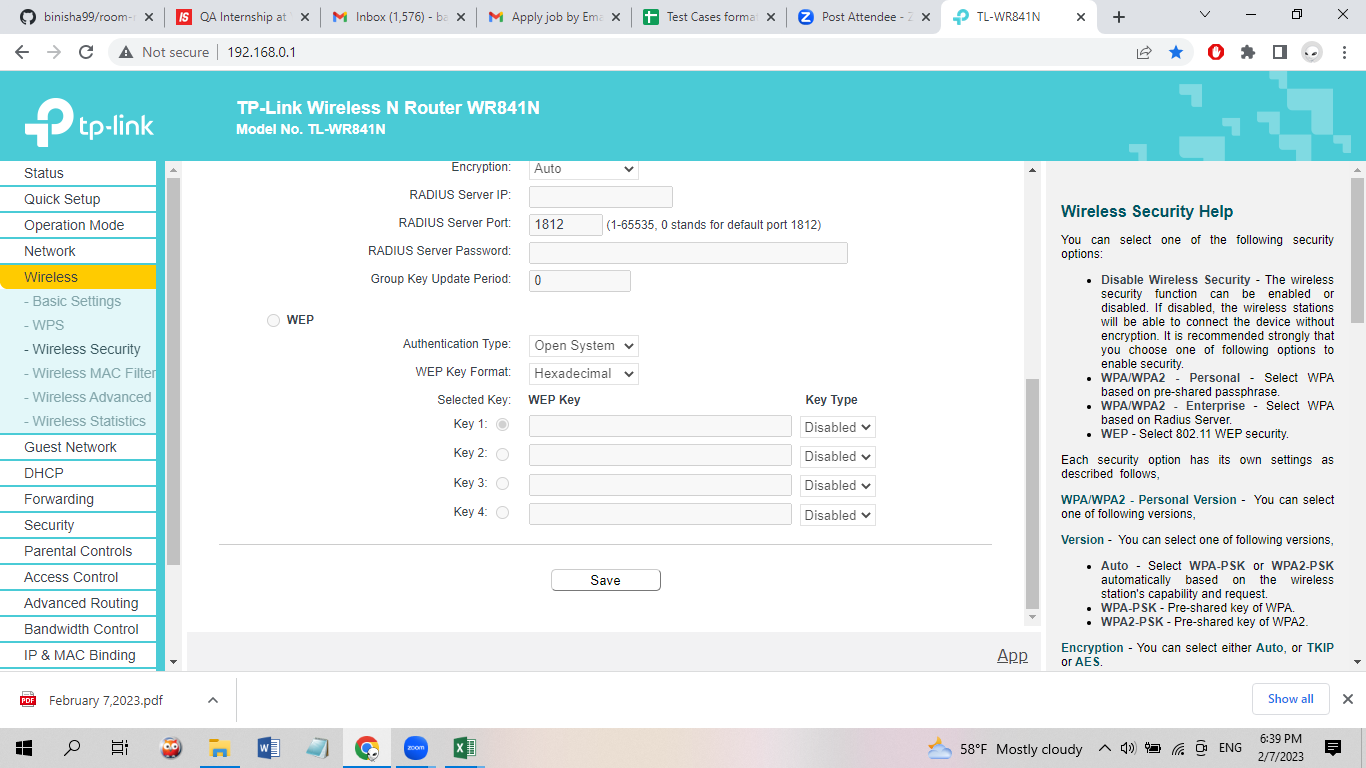 binisha99/room-r
QA Internship at
Inbox (1,576) - ba
Apply job by Ema
Test Cases format
Post Attendee - Z
TL-WR841N
Not secure
192.168.0.1
tp-link
TP-Link Wireless N Router WR841N
Model No. TL-WR841N
Status
Quick Setup
Operation Mode
Network
Wireless
- Basic Settings
- WPS
- Wireless Security
- Wireless MAC Filter
- Wireless Advanced
- Wireless Statistics
Guest Network
DHCP
Forwarding
Security
Parental Controls
Access Control
Advanced Routing
Bandwidth Control
IP & MAC Binding
Encryption: Auto
RADIUS Server IP:
RADIUS Server Port: 1812 (1-65535, 0 stands for default port 1812)
RADIUS Server Password:
Group Key Update Period: 0
WEP
Authentication Type: Open System
WEP Key Format: Hexadecimal
Selected Key: WEP Key Key Type
Key 1: Disabled
Key 2: Disabled
Key 3: Disabled
Key 4: Disabled
Save
App
Wireless Security Help
You can select one of the following security
options:
• Disable Wireless Security - The wireless
security function can be enabled or
disabled. If disabled, the wireless stations
will be able to connect the device without
encryption. It is recommended strongly that
you choose one of following options to
enable security.
• WPA/WPA2 - Personal - Select WPA
based on pre-shared passphrase.
• WPA/WPA2 - Enterprise - Select WPA
based on Radius Server.
• WEP - Select 802.11 WEP security.
Each security option has its own settings as
described follows,
WPA/WPA2 - Personal Version - You can select
one of following versions,
Version - You can select one of following versions,
• Auto - Select WPA-PSK or WPA2-PSK
automatically based on the wireless
station's capability and request.
• WPA-PSK - Pre-shared key of WPA.
• WPA2-PSK - Pre-shared key of WPA2.
Encryption - You can select either Auto, or TKIP
or AES.
PDF
February 7,2023.pdf
Show all
zoom
58°F Mostly cloudy
ENG
6:39 PM
2/7/2023